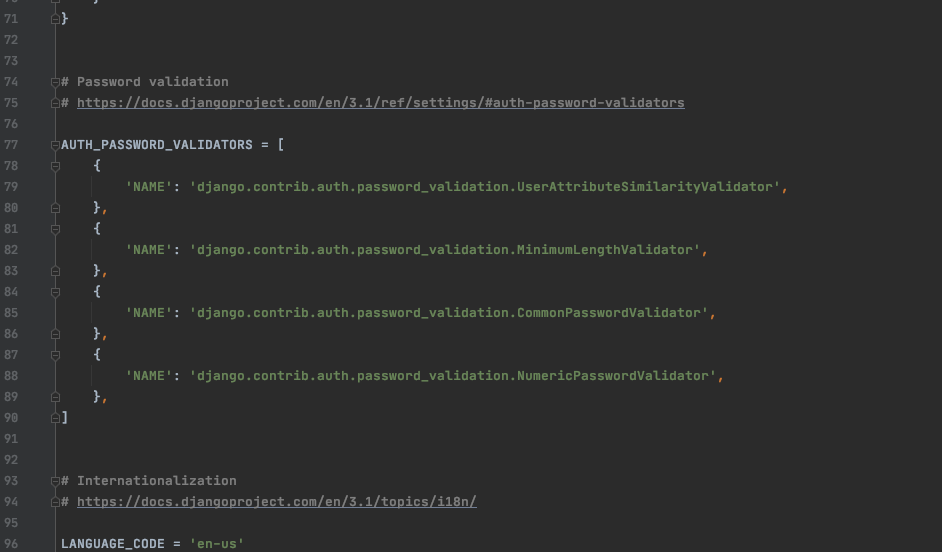 71 }
72
73
74 # Password validation
75 # https://docs.djangoproject.com/en/3.1/ref/settings/#auth-password-validators
76
77 AUTH_PASSWORD_VALIDATORS = [
78     {
79         'NAME': 'django.contrib.auth.password_validation.UserAttributeSimilarityValidator',
80     },
81     {
82         'NAME': 'django.contrib.auth.password_validation.MinimumLengthValidator',
83     },
84     {
85         'NAME': 'django.contrib.auth.password_validation.CommonPasswordValidator',
86     },
87     {
88         'NAME': 'django.contrib.auth.password_validation.NumericPasswordValidator',
89     },
90 ]
91
92
93 # Internationalization
94 # https://docs.djangoproject.com/en/3.1/topics/i18n/
95
96 LANGUAGE_CODE = 'en-us'